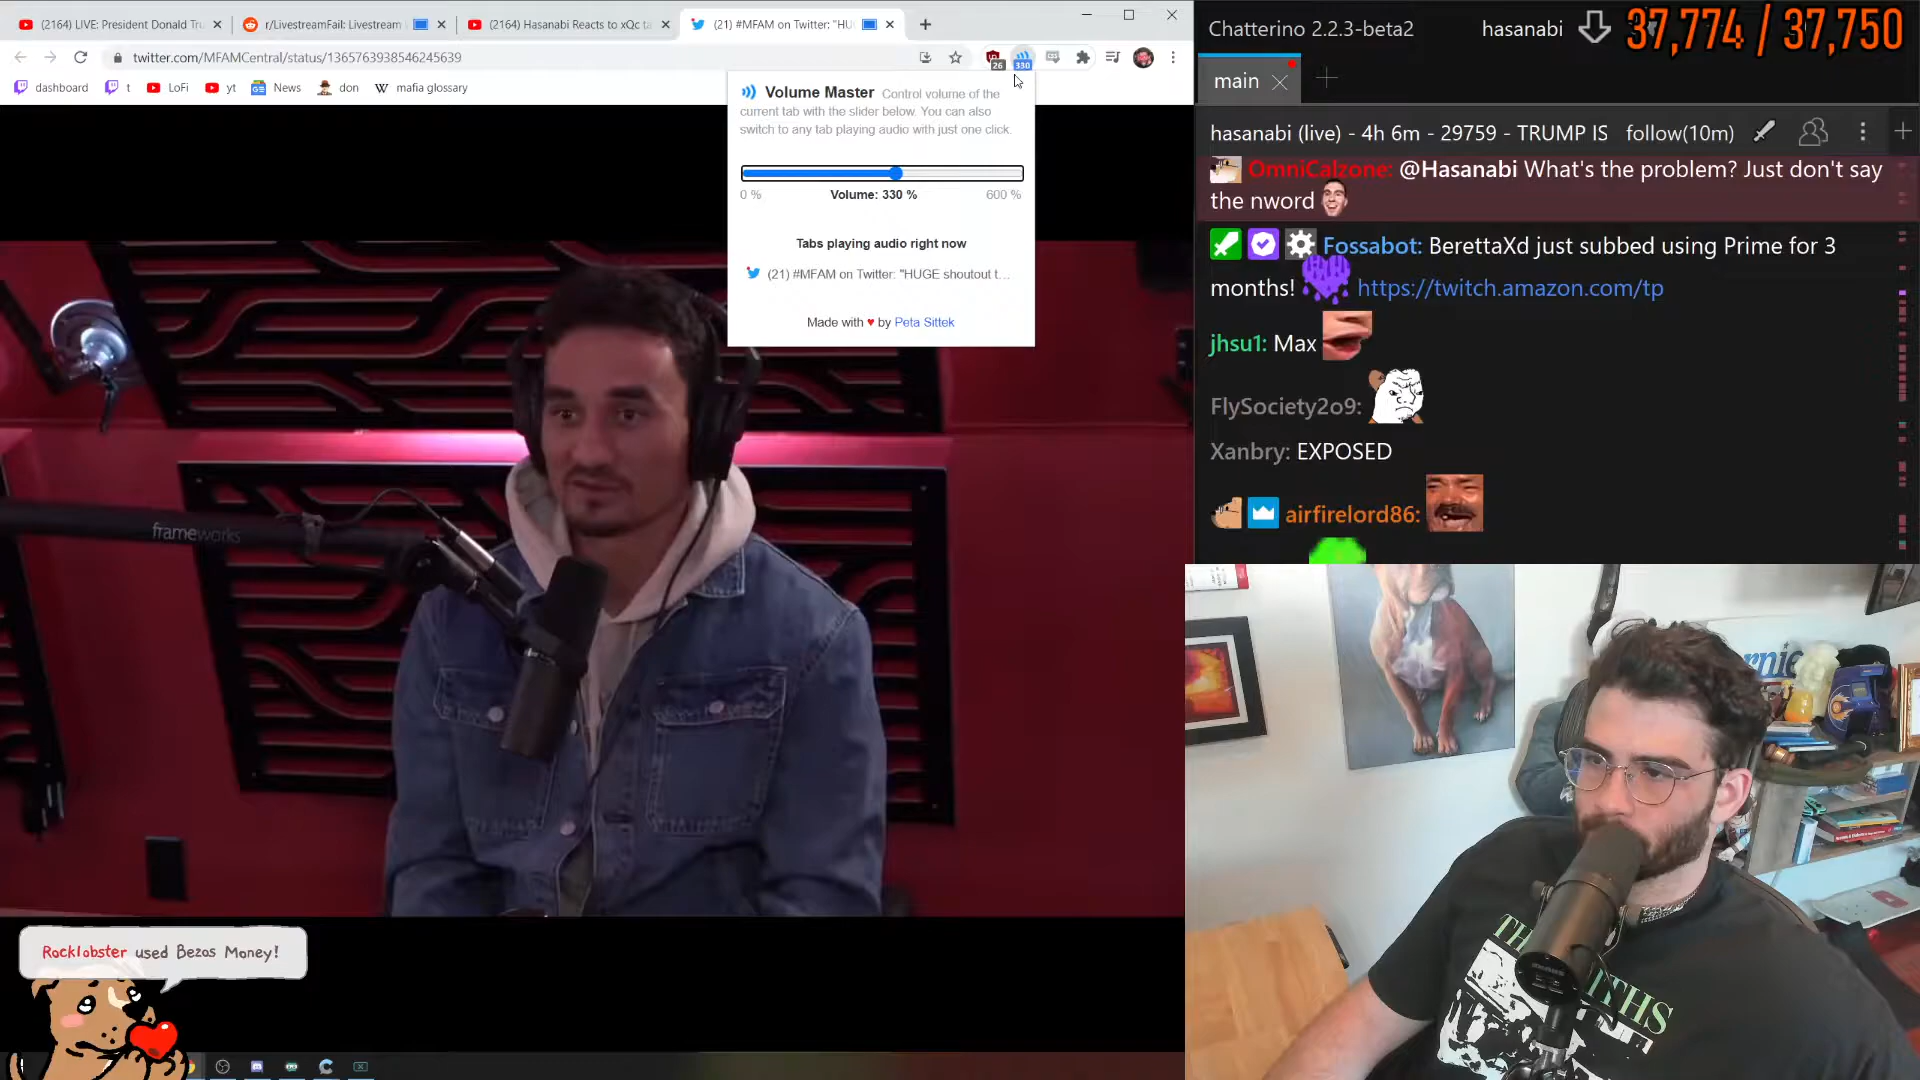 (2164) LIVE: President Donald Tru
r/LivestreamFail: Livestream
(2164) Hasanabi Reacts to xQc ta
(21) #MFAM on Twitter: "HU
twitter.com/MFAMCentral/status/1365763938546245639
26
330
dashboard
t
LoFi
yt
News
don
mafia glossary
Volume Master Control volume of the
current tab with the slider below. You can also
switch to any tab playing audio with just one click.
0 %
Volume: 330 %
600 %
Tabs playing audio right now
(21) #MFAM on Twitter: "HUGE shoutout t...
Made with ♥ by Peta Sittek
frameworks
Rocklobster used Bezos Money!
Chatterino 2.2.3-beta2
hasanabi
37,774 / 37,750
main
hasanabi (live) - 4h 6m - 29759 - TRUMP IS
follow(10m)
OmniCalzone: @Hasanabi What's the problem? Just don't say
the nword
Fossabot: BerettaXd just subbed using Prime for 3
months! https://twitch.amazon.com/tp
jhsu1: Max
FlySociety2o9:
Xanbry: EXPOSED
airfirelord86: